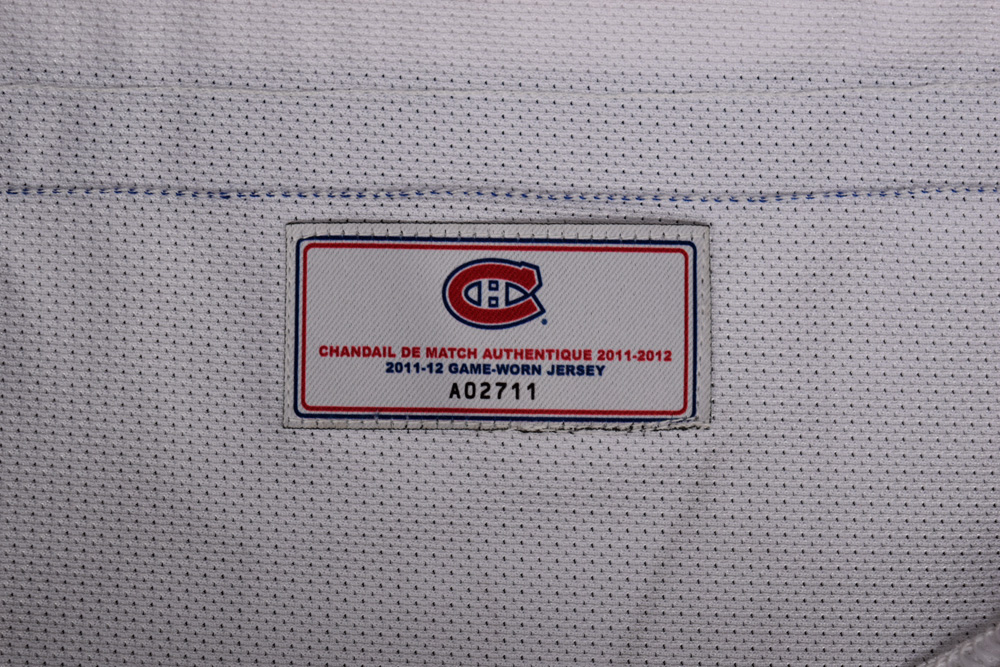 CHANDAIL DE MATCH AUTHENTIQUE 2011-2012
2011-12 GAME-WORN JERSEY
A02711